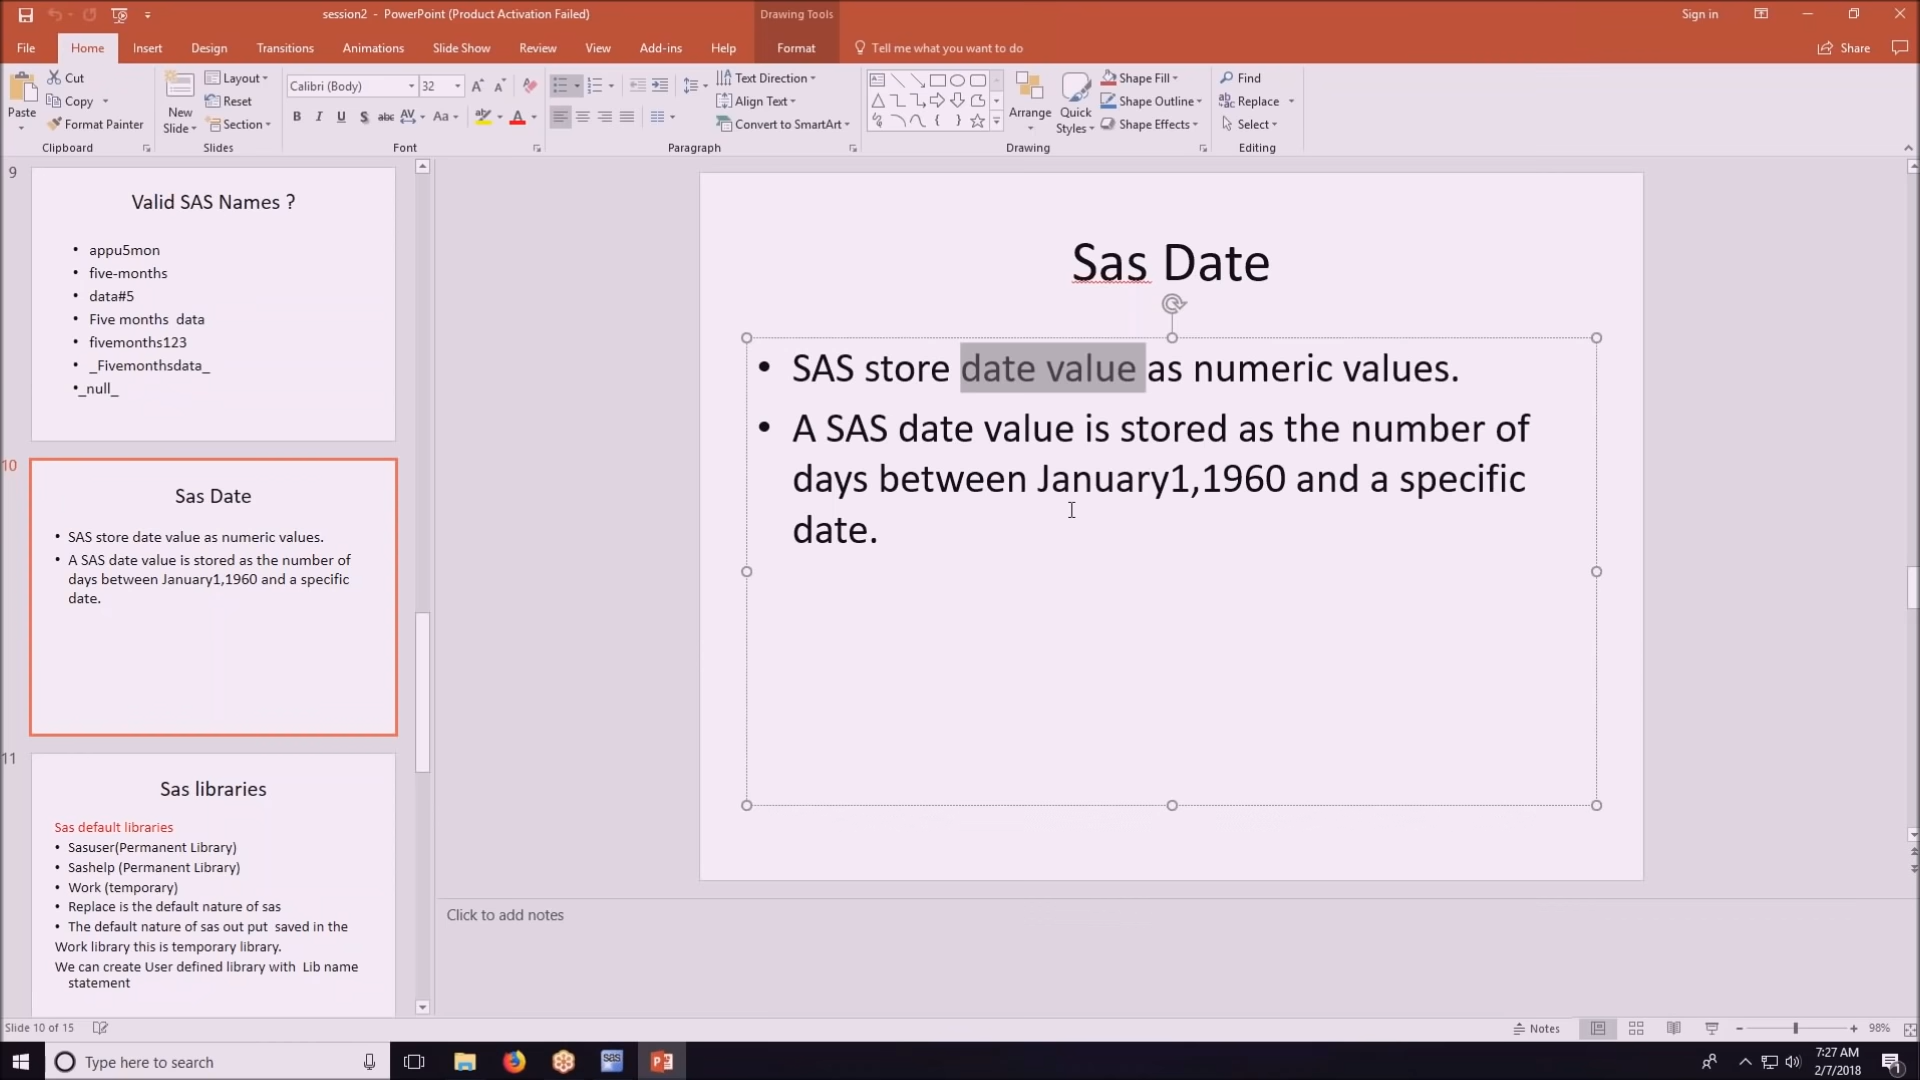 session2 - PowerPoint (Product Activation Failed)
Drawing Tools
Sign in
File
Home
Insert
Design
Transitions
Animations
Slide Show
Review
View
Add-ins
Help
Format
Tell me what you want to do
Share
Paste
Cut
Copy
Format Painter
Clipboard
New
Slide
Layout
Reset
Section
Slides
Calibri (Body)
32
Font
Text Direction
Align Text
Convert to SmartArt
Paragraph
Arrange
Quick
Styles
Shape Fill
Shape Outline
Shape Effects
Drawing
Find
Replace
Select
Editing
9
Valid SAS Names ?
• appu5mon
• five-months
• data#5
• Five months data
• fivemonths123
• _Fivemonthsdata_
•_null_
10
Sas Date
• SAS store date value as numeric values.
• A SAS date value is stored as the number of
days between January1,1960 and a specific
date.
11
Sas libraries
Sas default libraries
• Sasuser(Permanent Library)
• Sashelp (Permanent Library)
• Work (temporary)
• Replace is the default nature of sas
• The default nature of sas out put saved in the
Work library this is temporary library.
We can create User defined library with Lib name
statement
Sas Date
• SAS store date value as numeric values.
• A SAS date value is stored as the number of
days between January1,1960 and a specific
date.
Click to add notes
Slide 10 of 15
Notes
98%
Type here to search
sas
7:27 AM
2/7/2018